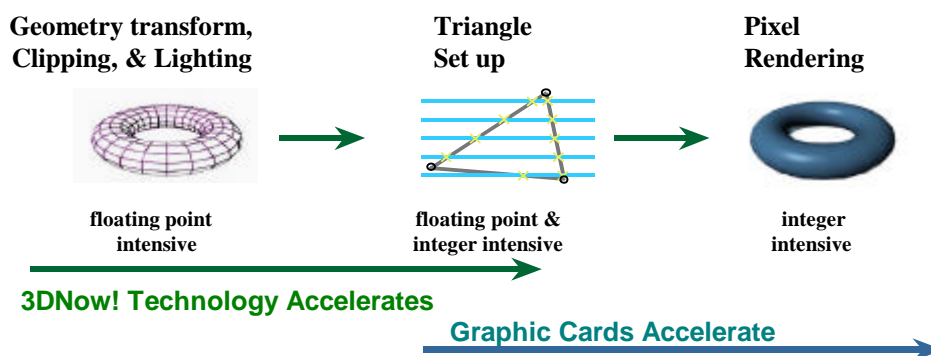 Geometry transform,
Clipping, & Lighting
Triangle
Set up
Pixel
Rendering
floating point
intensive
floating point &
integer intensive
integer
intensive
3DNow! Technology Accelerates
Graphic Cards Accelerate